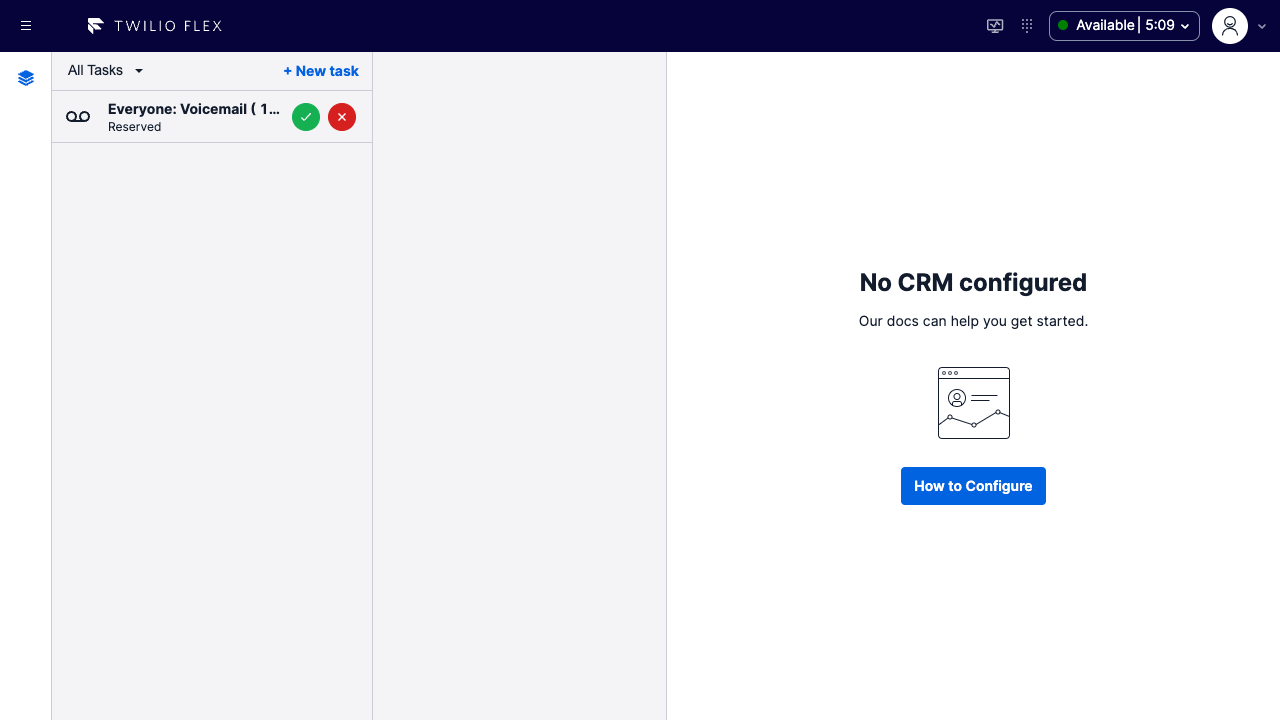 TWILIO FLEX
Available | 5:09
All Tasks
+ New task
Everyone: Voicemail ( 1...
Reserved
No CRM configured
Our docs can help you get started.
How to Configure